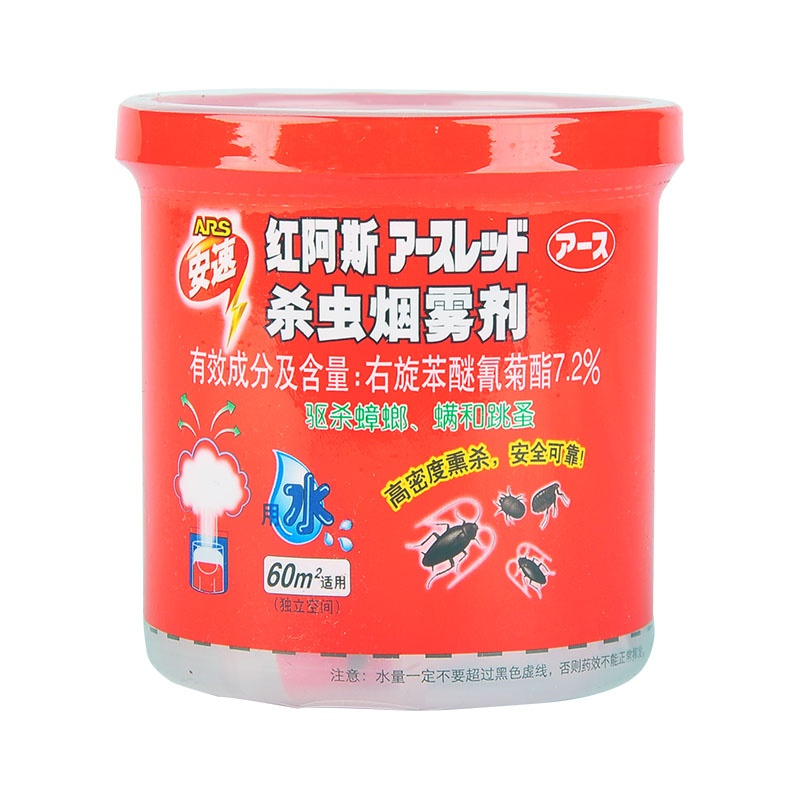 ARS
安速
红阿斯 アースレッド
アース
杀虫烟雾剂
有效成分及含量:右旋苯醚氰菊酯7.2%
驱杀蟑螂、螨和跳蚤
高密度熏杀,安全可靠!
用水
60m²适用
(独立空间)
注意:水量一定不要超过黑色虚线,否则药效不能正常挥发。